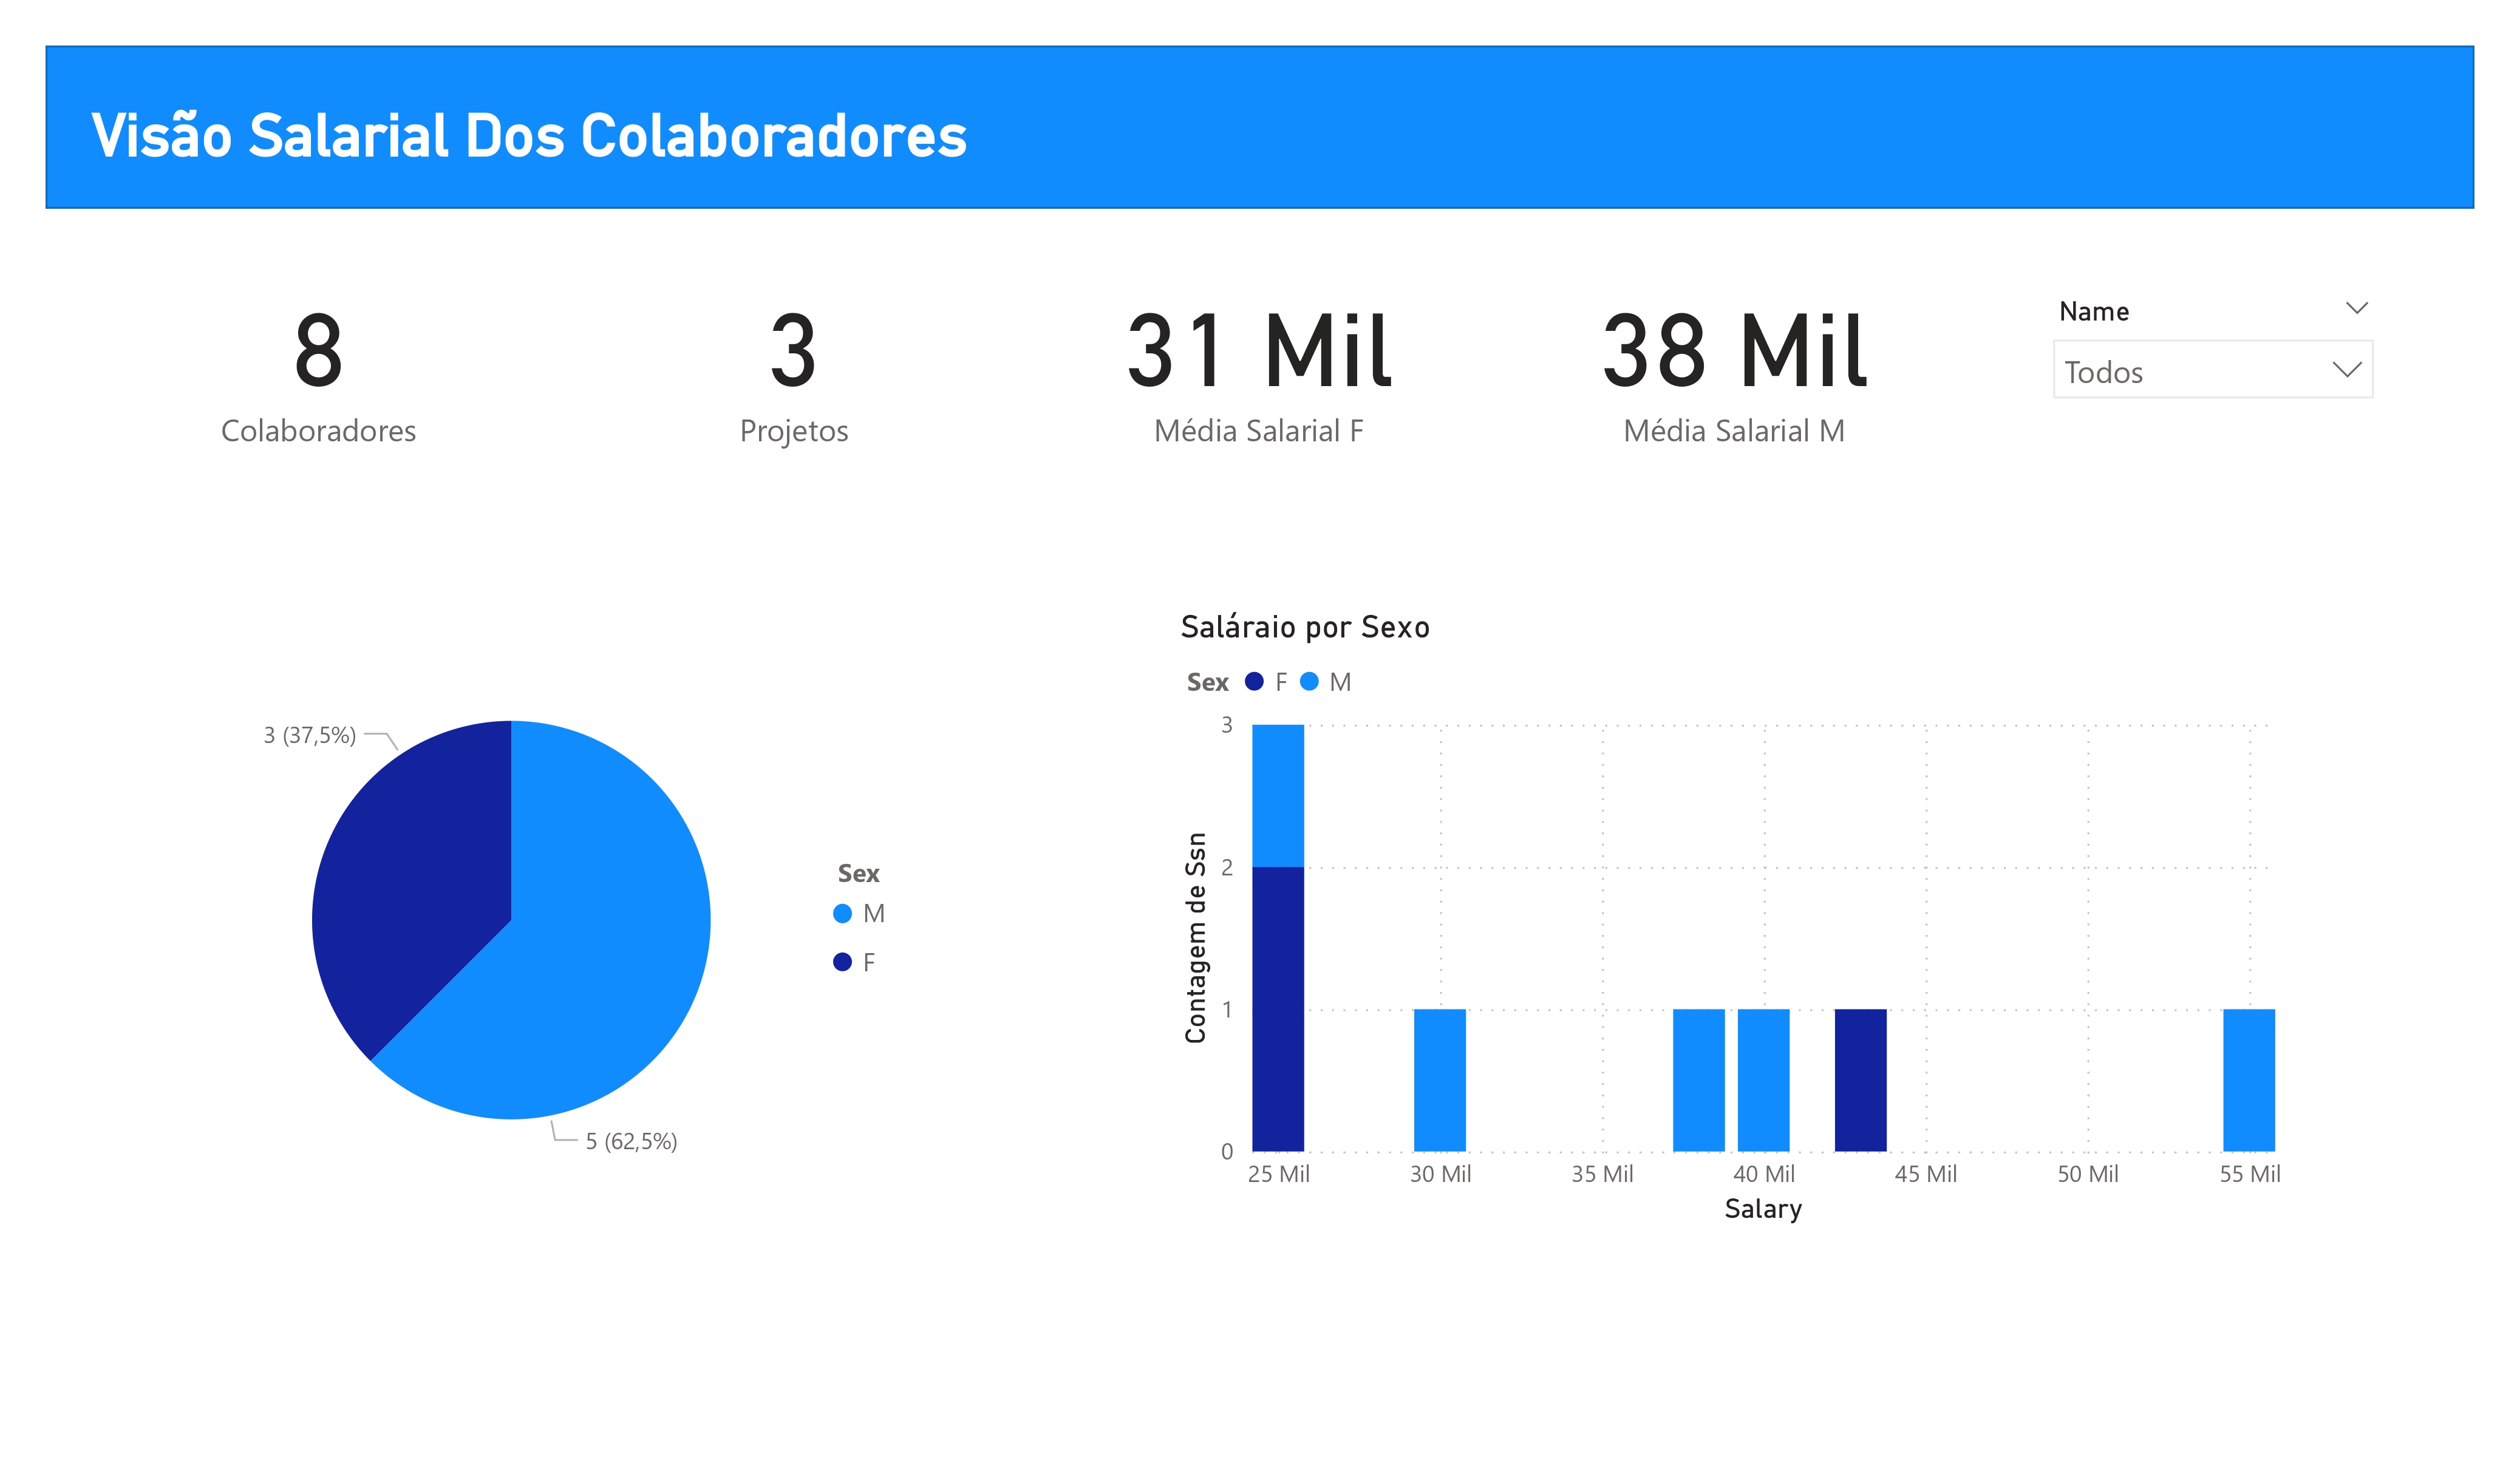 Visão Salarial Dos Colaboradores
8
Colaboradores
3
Projetos
31 Mil
Média Salarial F
38 Mil
Média Salarial M
Name
Todos
3 (37,5%)
5 (62,5%)
Sex
M
F
Saláraio por Sexo
Sex F M
Contagem de Ssn
3
2
1
0
25 Mil 30 Mil 35 Mil 40 Mil 45 Mil 50 Mil 55 Mil
Salary